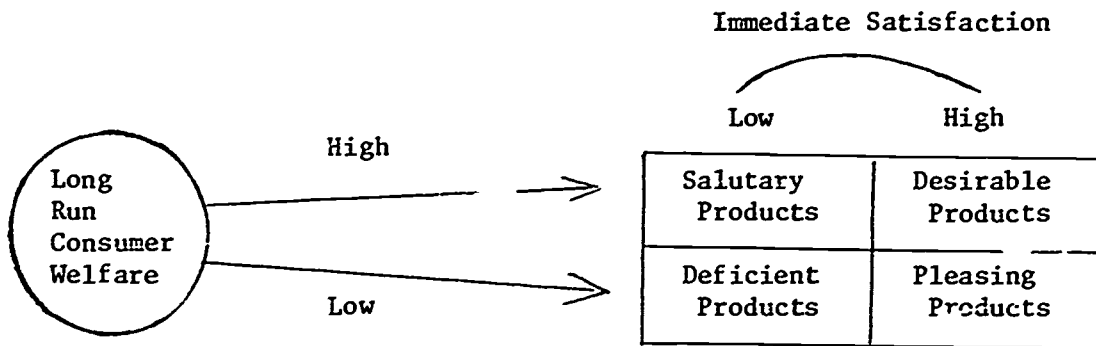 Immediate Satisfaction
Low High
High
Long
Run
Consumer
Welfare
Low
Salutary Products
Desirable Products
Deficient Products
Pleasing Products